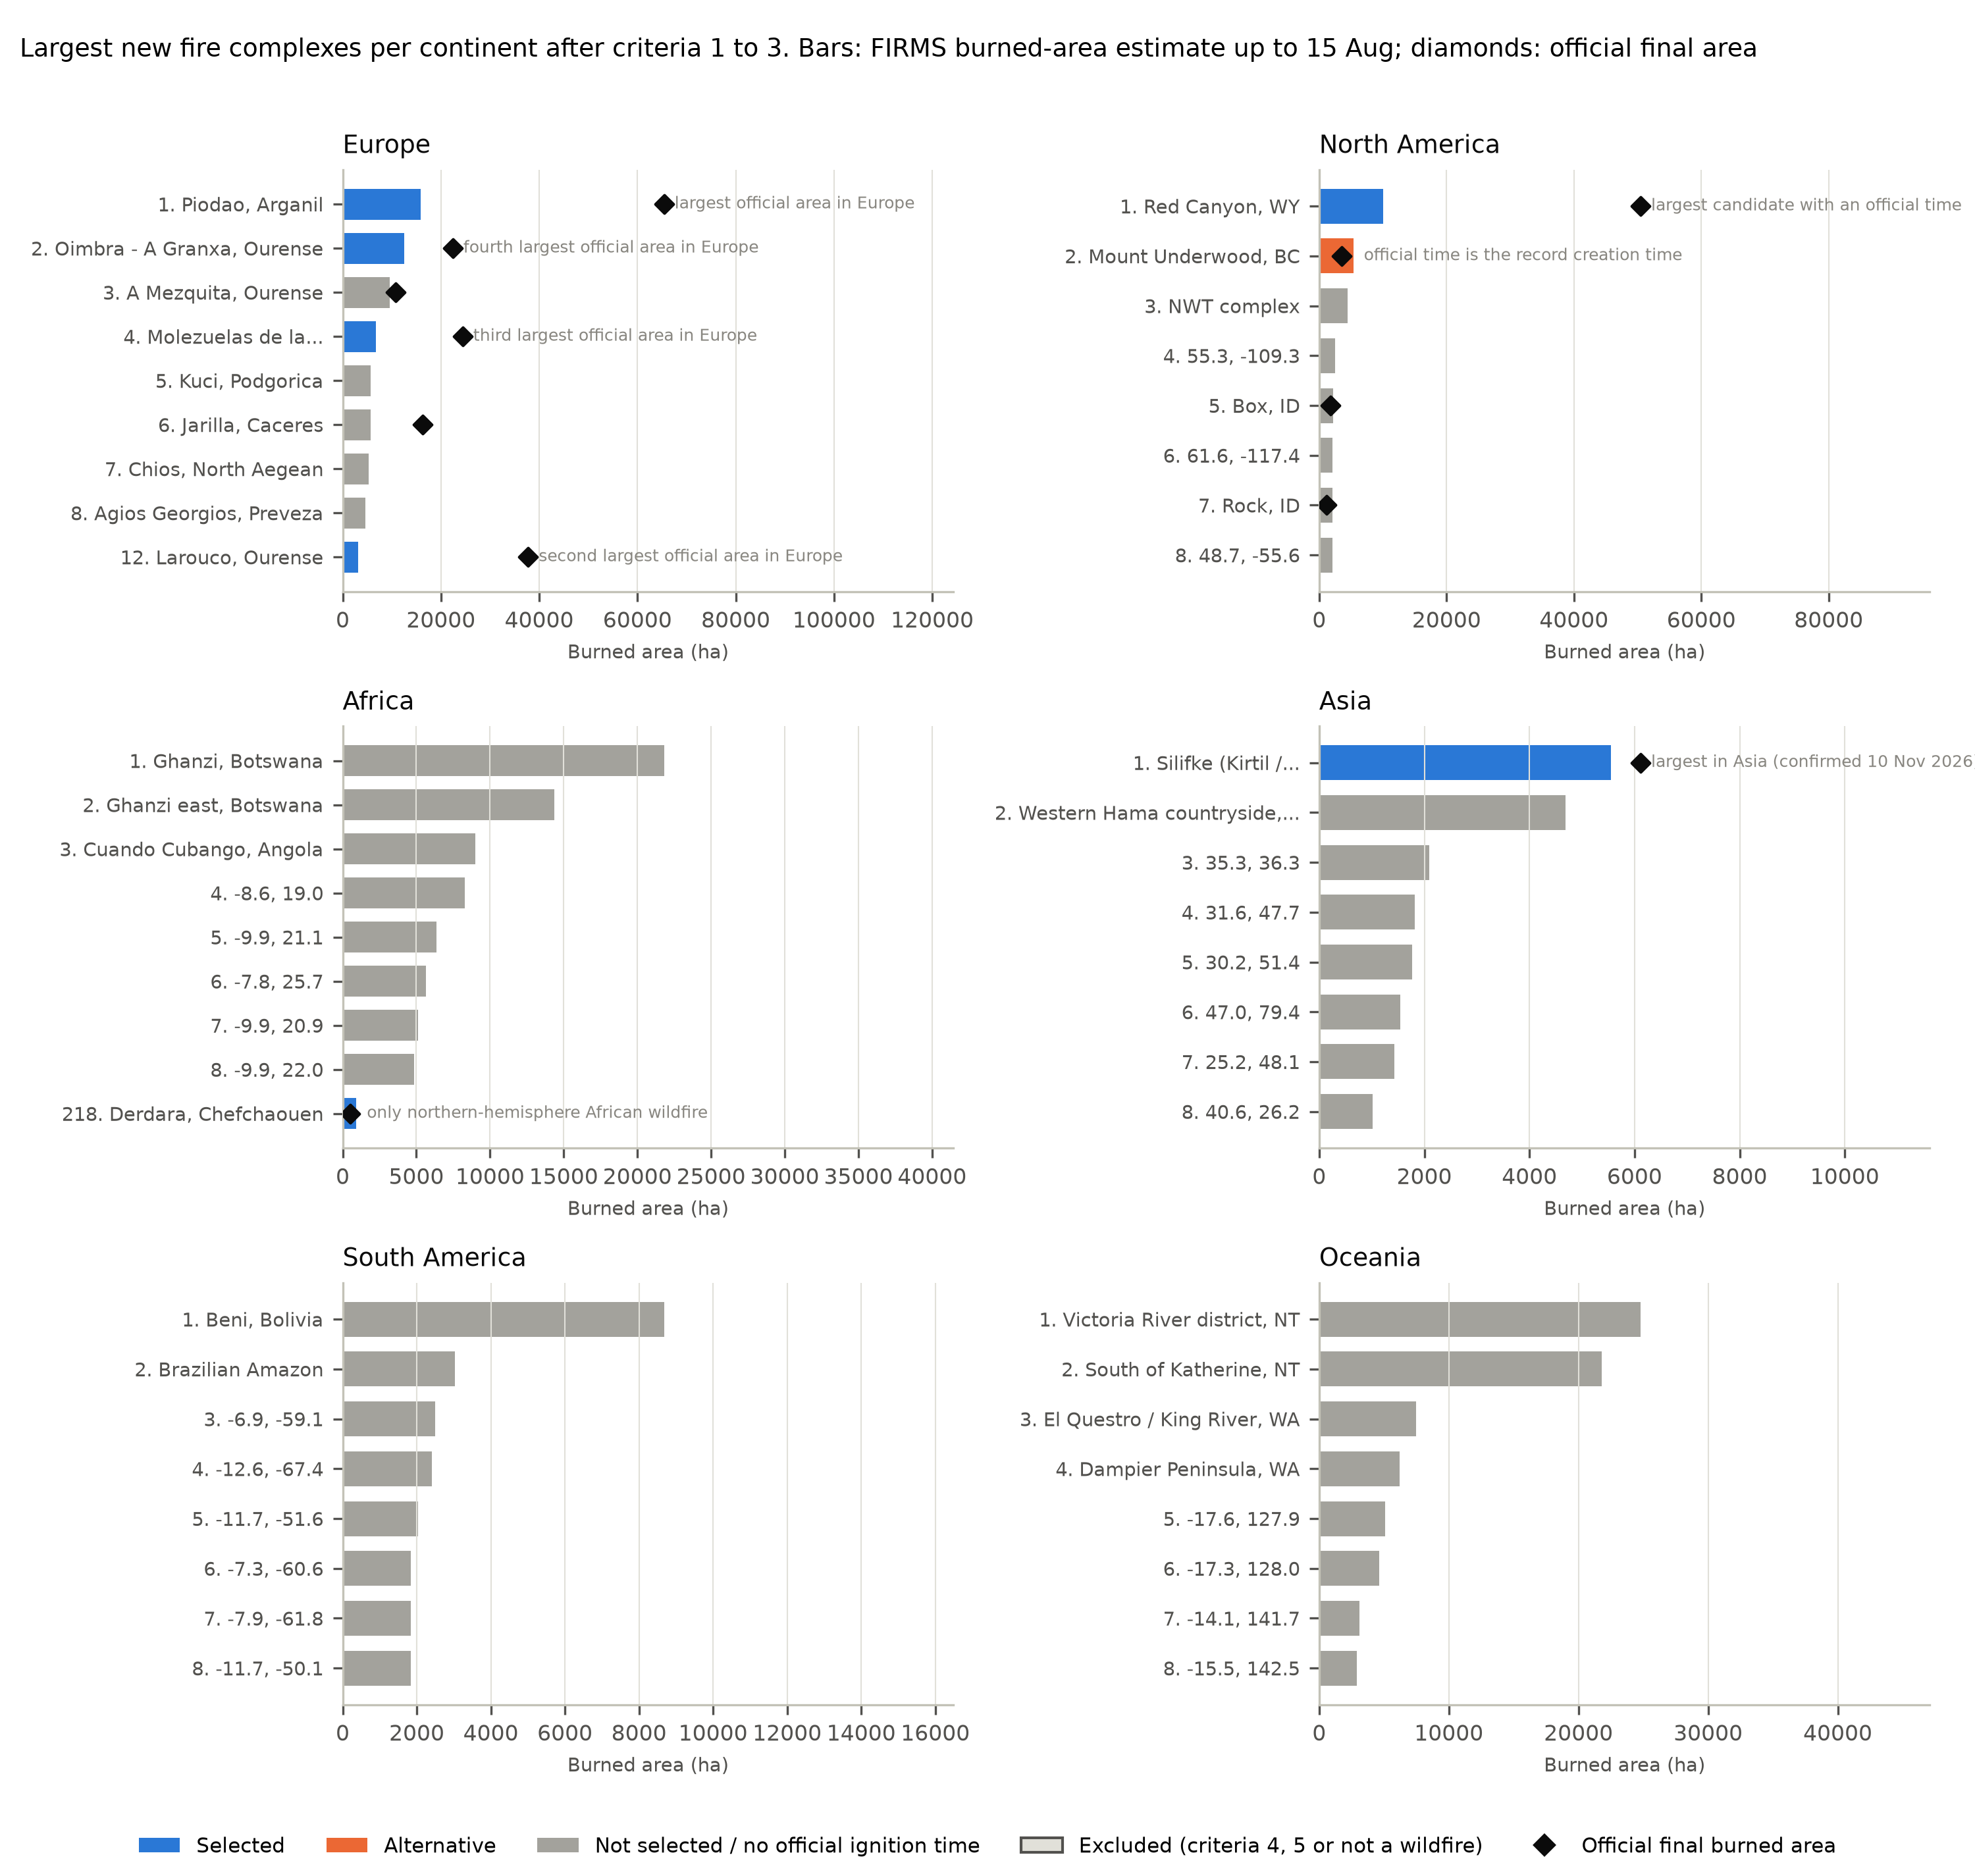 Largest new fire complexes per continent after criteria 1 to 3. Bars: FIRMS burned-area estimate up to 15 Aug; diamonds: official final area
Europe
1. Piodao, Arganil
largest official area in Europe
2. Oimbra - A Granxa, Ourense
fourth largest official area in Europe
3. A Mezquita, Ourense
4. Molezuelas de la...
third largest official area in Europe
5. Kuci, Podgorica
6. Jarilla, Caceres
7. Chios, North Aegean
8. Agios Georgios, Preveza
12. Larouco, Ourense
second largest official area in Europe
0 20000 40000 60000 80000 100000 120000
Burned area (ha)
North America
1. Red Canyon, WY
largest candidate with an official time
2. Mount Underwood, BC
official time is the record creation time
3. NWT complex
4. 55.3, -109.3
5. Box, ID
6. 61.6, -117.4
7. Rock, ID
8. 48.7, -55.6
0 20000 40000 60000 80000
Burned area (ha)
Africa
1. Ghanzi, Botswana
2. Ghanzi east, Botswana
3. Cuando Cubango, Angola
4. -8.6, 19.0
5. -9.9, 21.1
6. -7.8, 25.7
7. -9.9, 20.9
8. -9.9, 22.0
218. Derdara, Chefchaouen
only northern-hemisphere African wildfire
0 5000 10000 15000 20000 25000 30000 35000 40000
Burned area (ha)
Asia
1. Silifke (Kirtil /...
largest in Asia (confirmed 10 Nov 2026
2. Western Hama countryside,...
3. 35.3, 36.3
4. 31.6, 47.7
5. 30.2, 51.4
6. 47.0, 79.4
7. 25.2, 48.1
8. 40.6, 26.2
0 2000 4000 6000 8000 10000
Burned area (ha)
South America
1. Beni, Bolivia
2. Brazilian Amazon
3. -6.9, -59.1
4. -12.6, -67.4
5. -11.7, -51.6
6. -7.3, -60.6
7. -7.9, -61.8
8. -11.7, -50.1
0 2000 4000 6000 8000 10000 12000 14000 16000
Burned area (ha)
Oceania
1. Victoria River district, NT
2. South of Katherine, NT
3. El Questro / King River, WA
4. Dampier Peninsula, WA
5. -17.6, 127.9
6. -17.3, 128.0
7. -14.1, 141.7
8. -15.5, 142.5
0 10000 20000 30000 40000
Burned area (ha)
Selected
Alternative
Not selected / no official ignition time
Excluded (criteria 4, 5 or not a wildfire)
Official final burned area